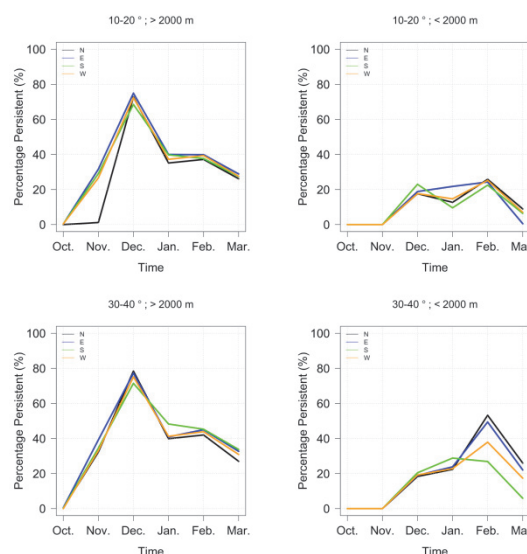 10-20 ° ; > 2000 m
Percentage Persistent (%)
100
80
60
40
20
0
N
E
S
W
Oct. Nov. Dec. Jan. Feb. Mar.
Time
10-20 ° ; < 2000 m
Percentage Persistent (%)
100
80
60
40
20
0
N
E
S
W
Oct. Nov. Dec. Jan. Feb. Ma
Time
30-40 ° ; > 2000 m
Percentage Persistent (%)
100
80
60
40
20
0
N
E
S
W
Oct. Nov. Dec. Jan. Feb. Mar.
Time
30-40 ° ; < 2000 m
Percentage Persistent (%)
100
80
60
40
20
0
N
E
S
W
Oct. Nov. Dec. Jan. Feb. Ma
Time